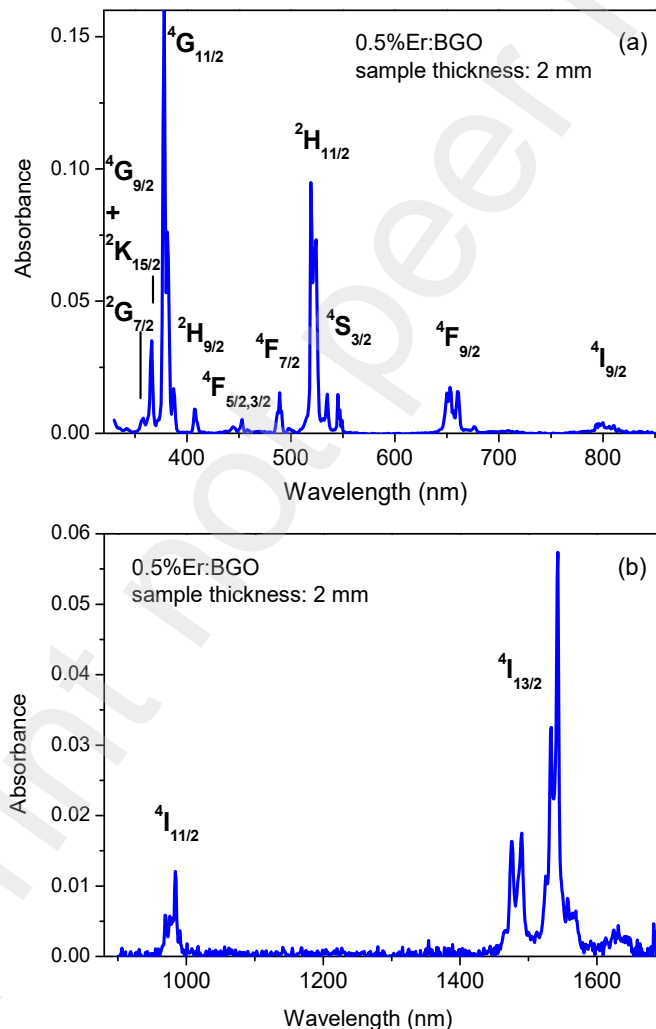 0.5%Er:BGO
sample thickness: 2 mm
(a)
⁴G₁₁/₂
²H₁₁/₂
⁴G₉/₂
+
²K₁₅/₂
²G₇/₂
²H₉/₂
⁴F₅/₂,₃/₂
⁴F₇/₂
⁴S₃/₂
⁴F₉/₂
⁴I₉/₂
Absorbance
0.15
0.10
0.05
0.00
400 500 600 700 800
Wavelength (nm)
0.5%Er:BGO
sample thickness: 2 mm
(b)
⁴I₁₃/₂
⁴I₁₁/₂
Absorbance
0.06
0.05
0.04
0.03
0.02
0.01
0.00
1000 1200 1400 1600
Wavelength (nm)
nt not peer